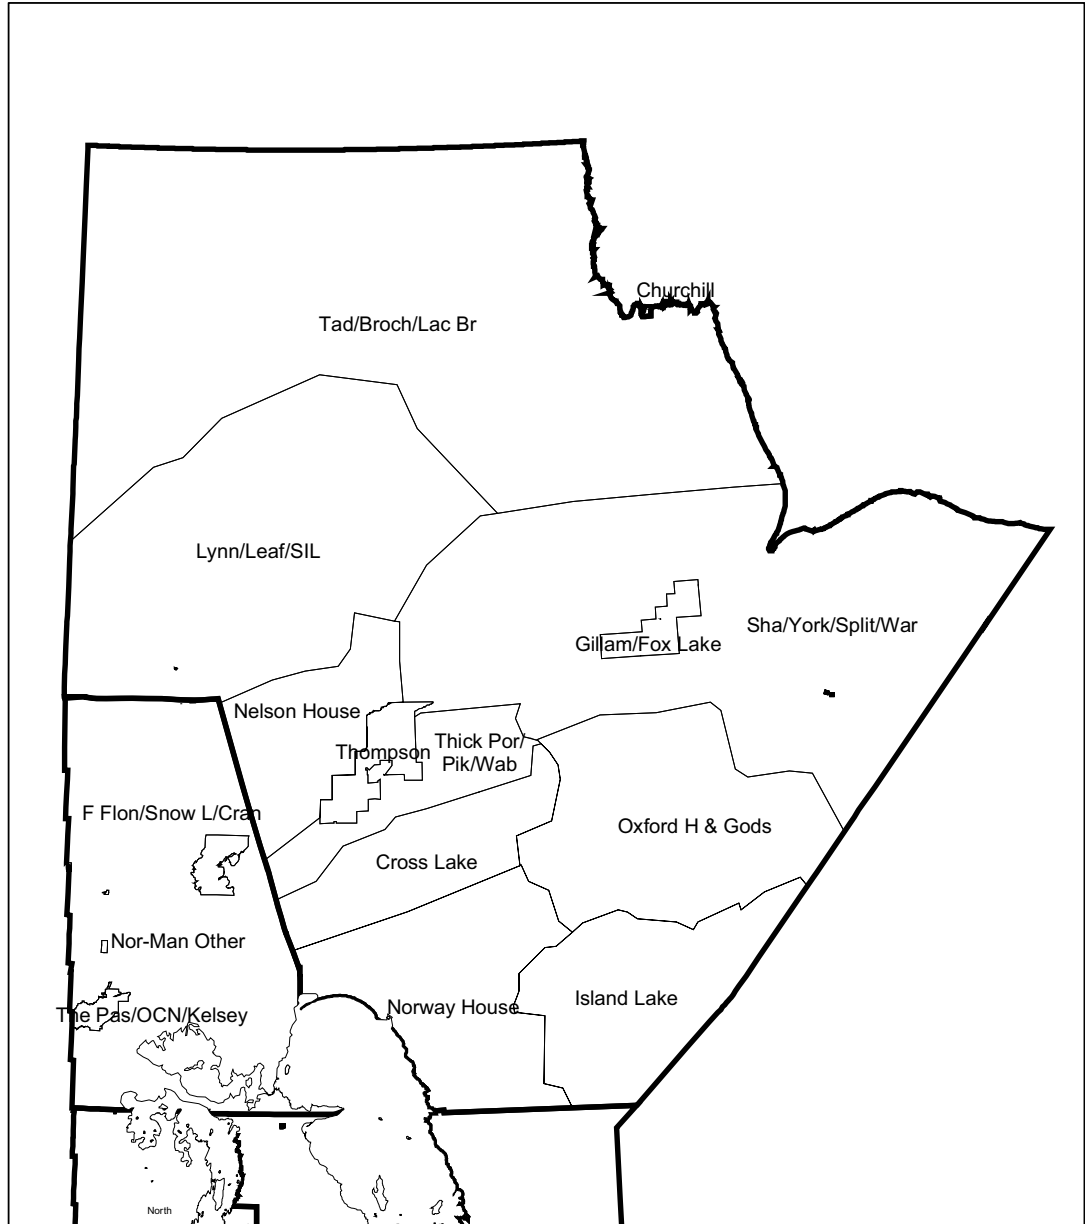 Churchill
Tad/Broch/Lac Br
Lynn/Leaf/SIL
Sha/York/Split/War
Gillam/Fox Lake
Nelson House
Thompson
Thick Por/
Pik/Wab
F Flon/Snow L/Cran
Oxford H & Gods
Cross Lake
Nor-Man Other
Island Lake
Norway House
The Pas/OCN/Kelsey
North